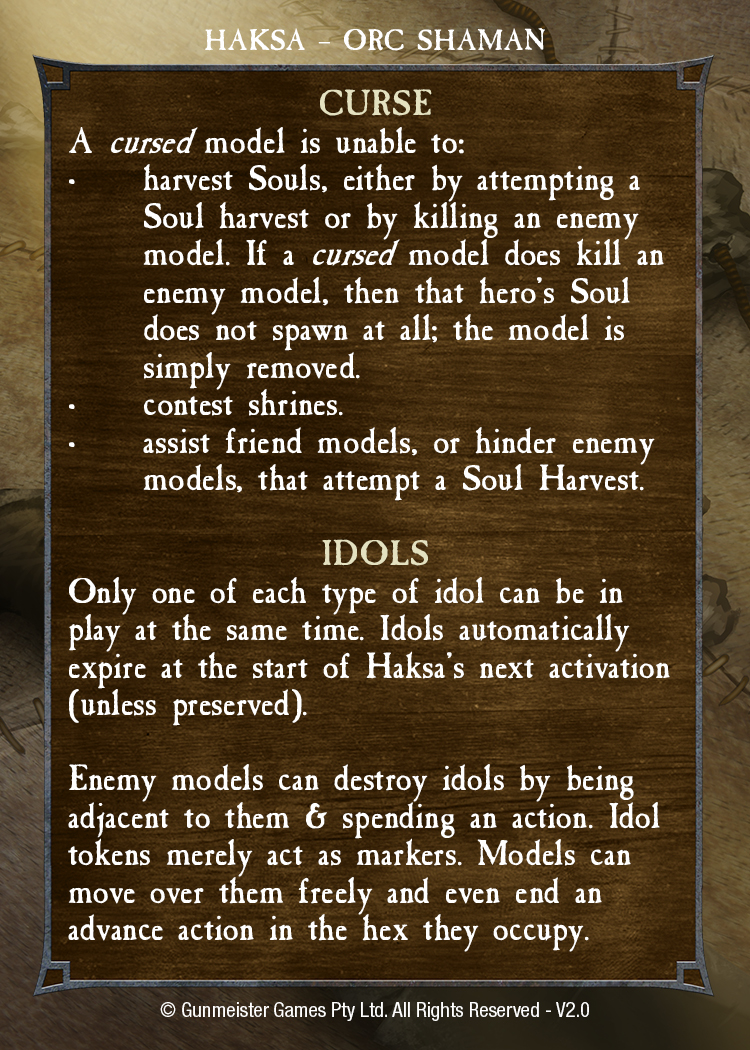 HAKSA – ORC SHAMAN
CURSE
A cursed model is unable to:
• harvest Souls, either by attempting a
Soul harvest or by killing an enemy
model. If a cursed model does kill an
enemy model, then that hero's Soul
does not spawn at all; the model is
simply removed.
• contest shrines.
• assist friend models, or hinder enemy
models, that attempt a Soul Harvest.
IDOLS
Only one of each type of idol can be in
play at the same time. Idols automatically
expire at the start of Haksa's next activation
(unless preserved).
Enemy models can destroy idols by being
adjacent to them & spending an action. Idol
tokens merely act as markers. Models can
move over them freely and even end an
advance action in the hex they occupy.
© Gunmeister Games Pty Ltd. All Rights Reserved - V2.0